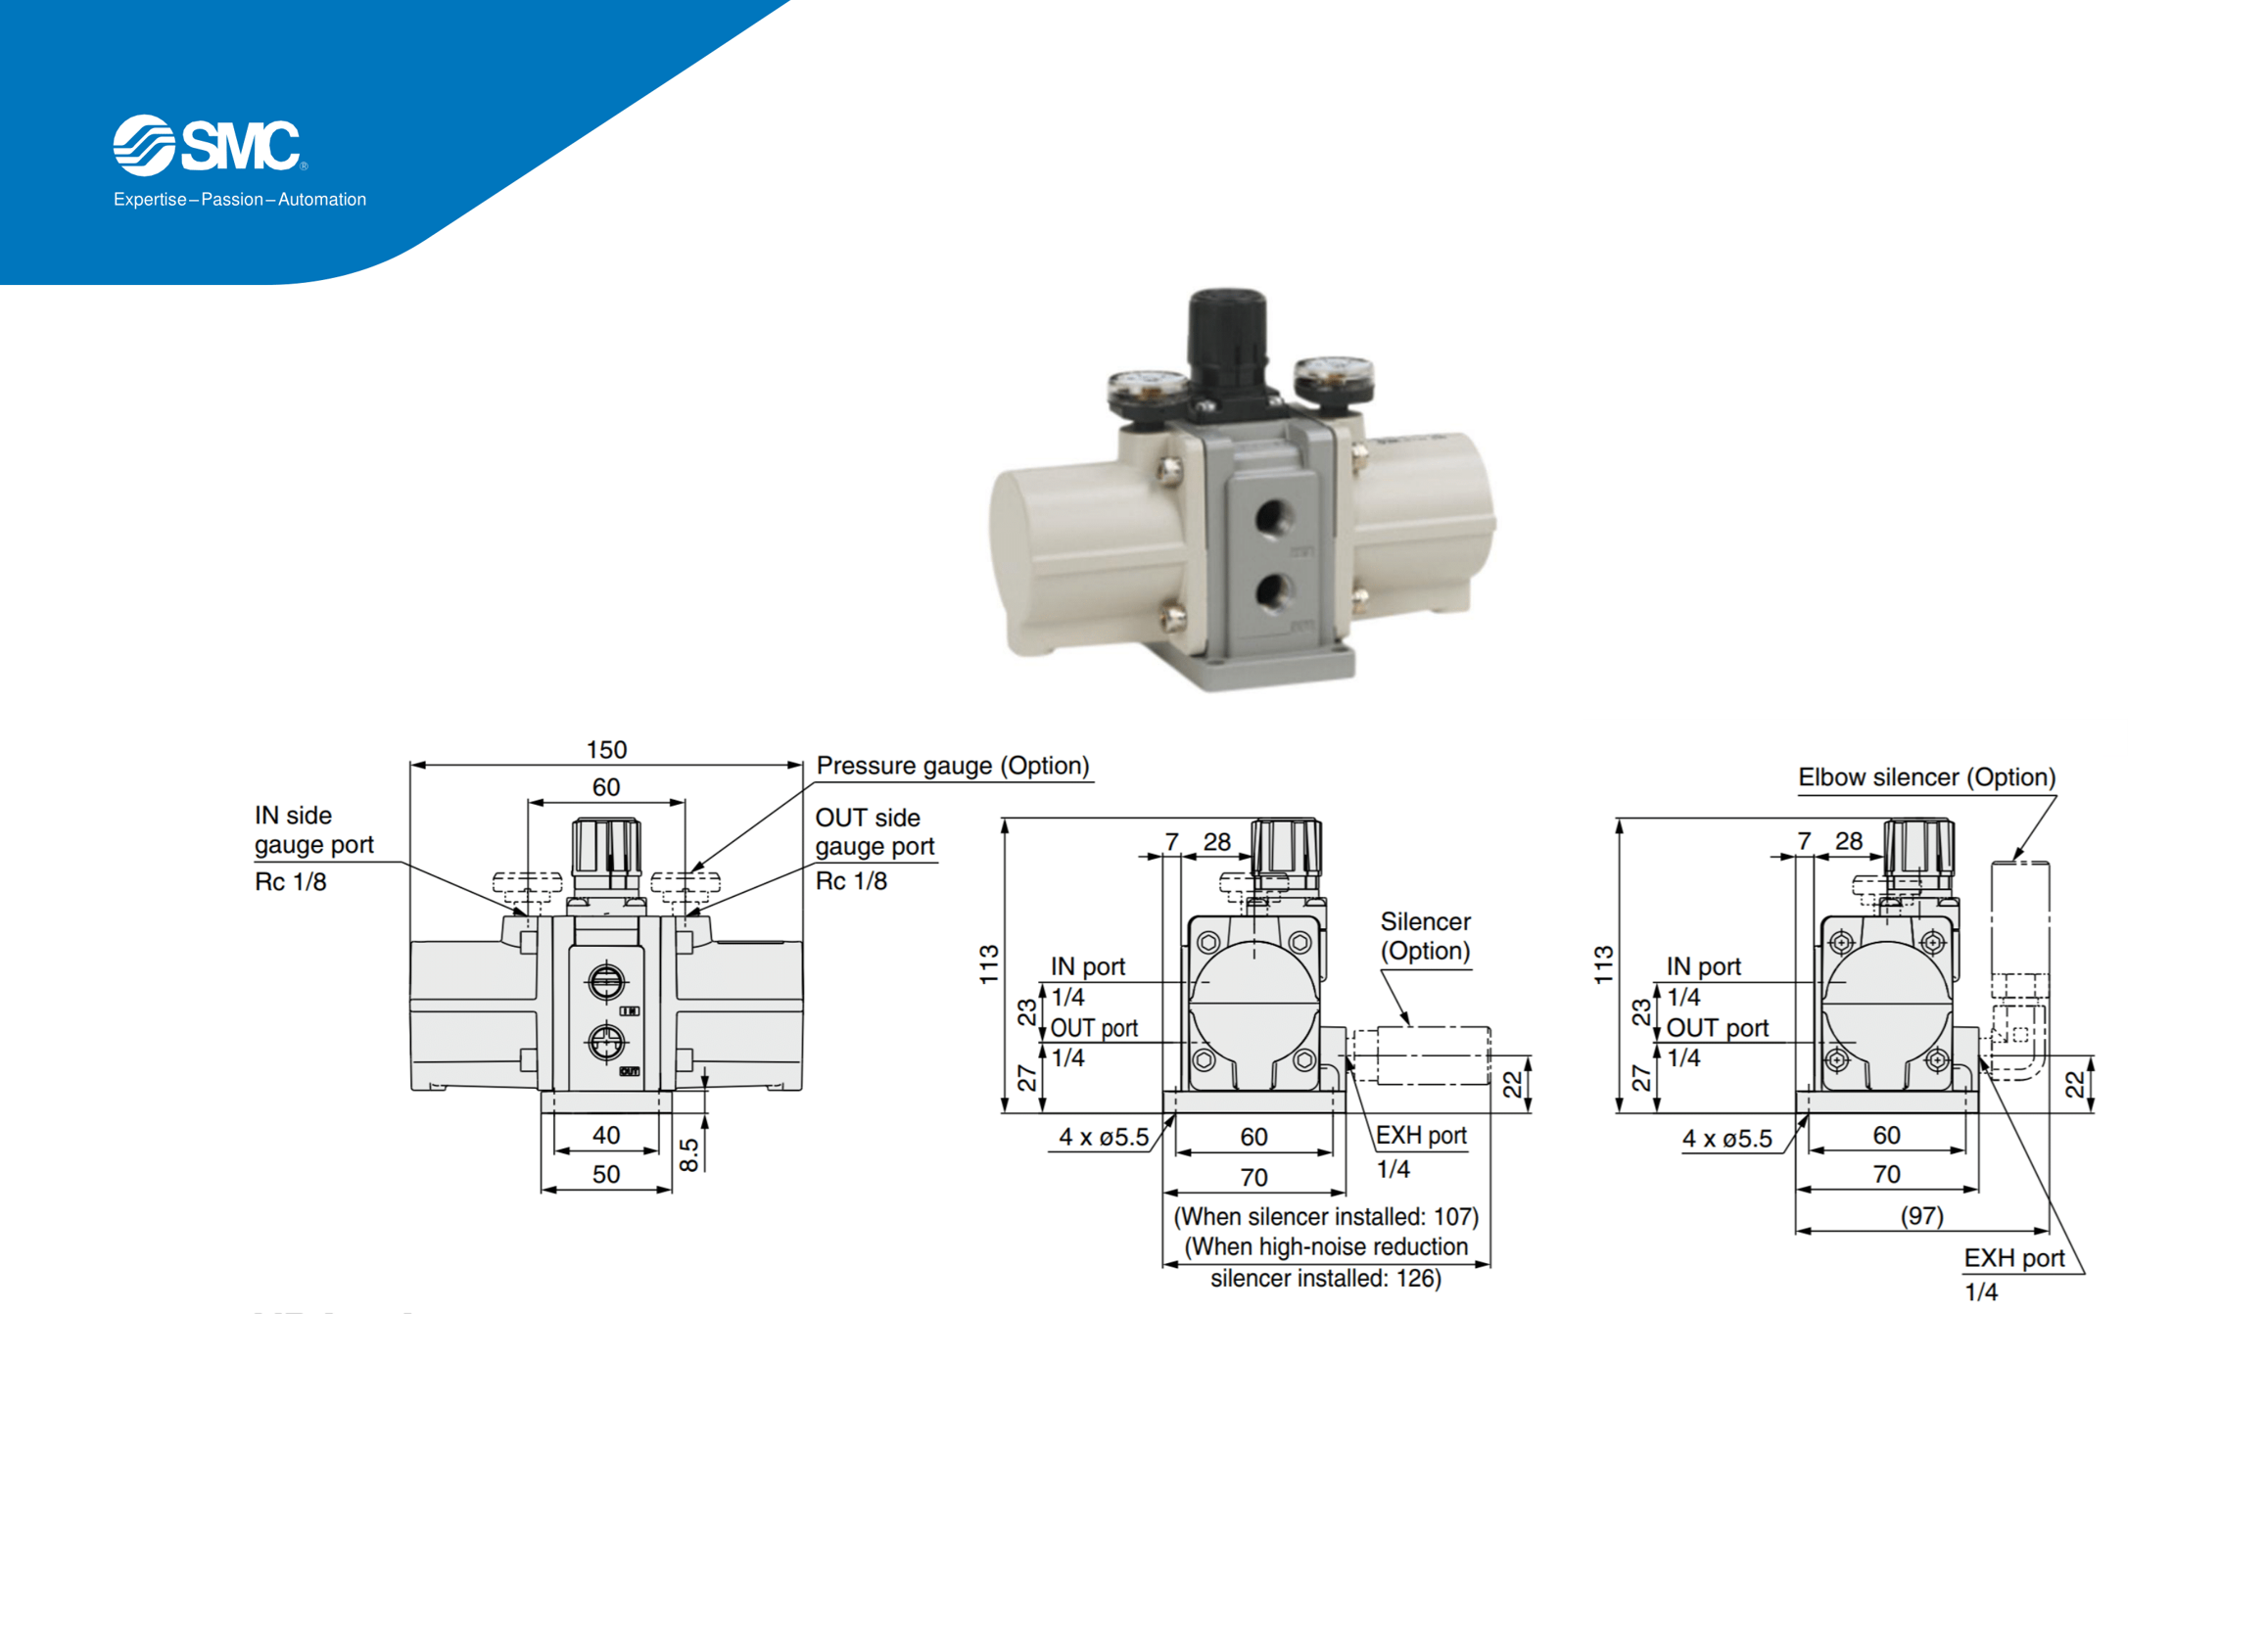 SMC®
Expertise – Passion – Automation
150
60
Pressure gauge (Option)
IN side
gauge port
Rc 1/8
OUT side
gauge port
Rc 1/8
IN
OUT
40
50
8.5
7
28
113
IN port
1/4
23
OUT port
1/4
27
Silencer
(Option)
22
4 x ø5.5
60
70
EXH port
1/4
(When silencer installed: 107)
(When high-noise reduction
silencer installed: 126)
Elbow silencer (Option)
7
28
113
IN port
1/4
23
OUT port
1/4
27
22
4 x ø5.5
60
70
(97)
EXH port
1/4